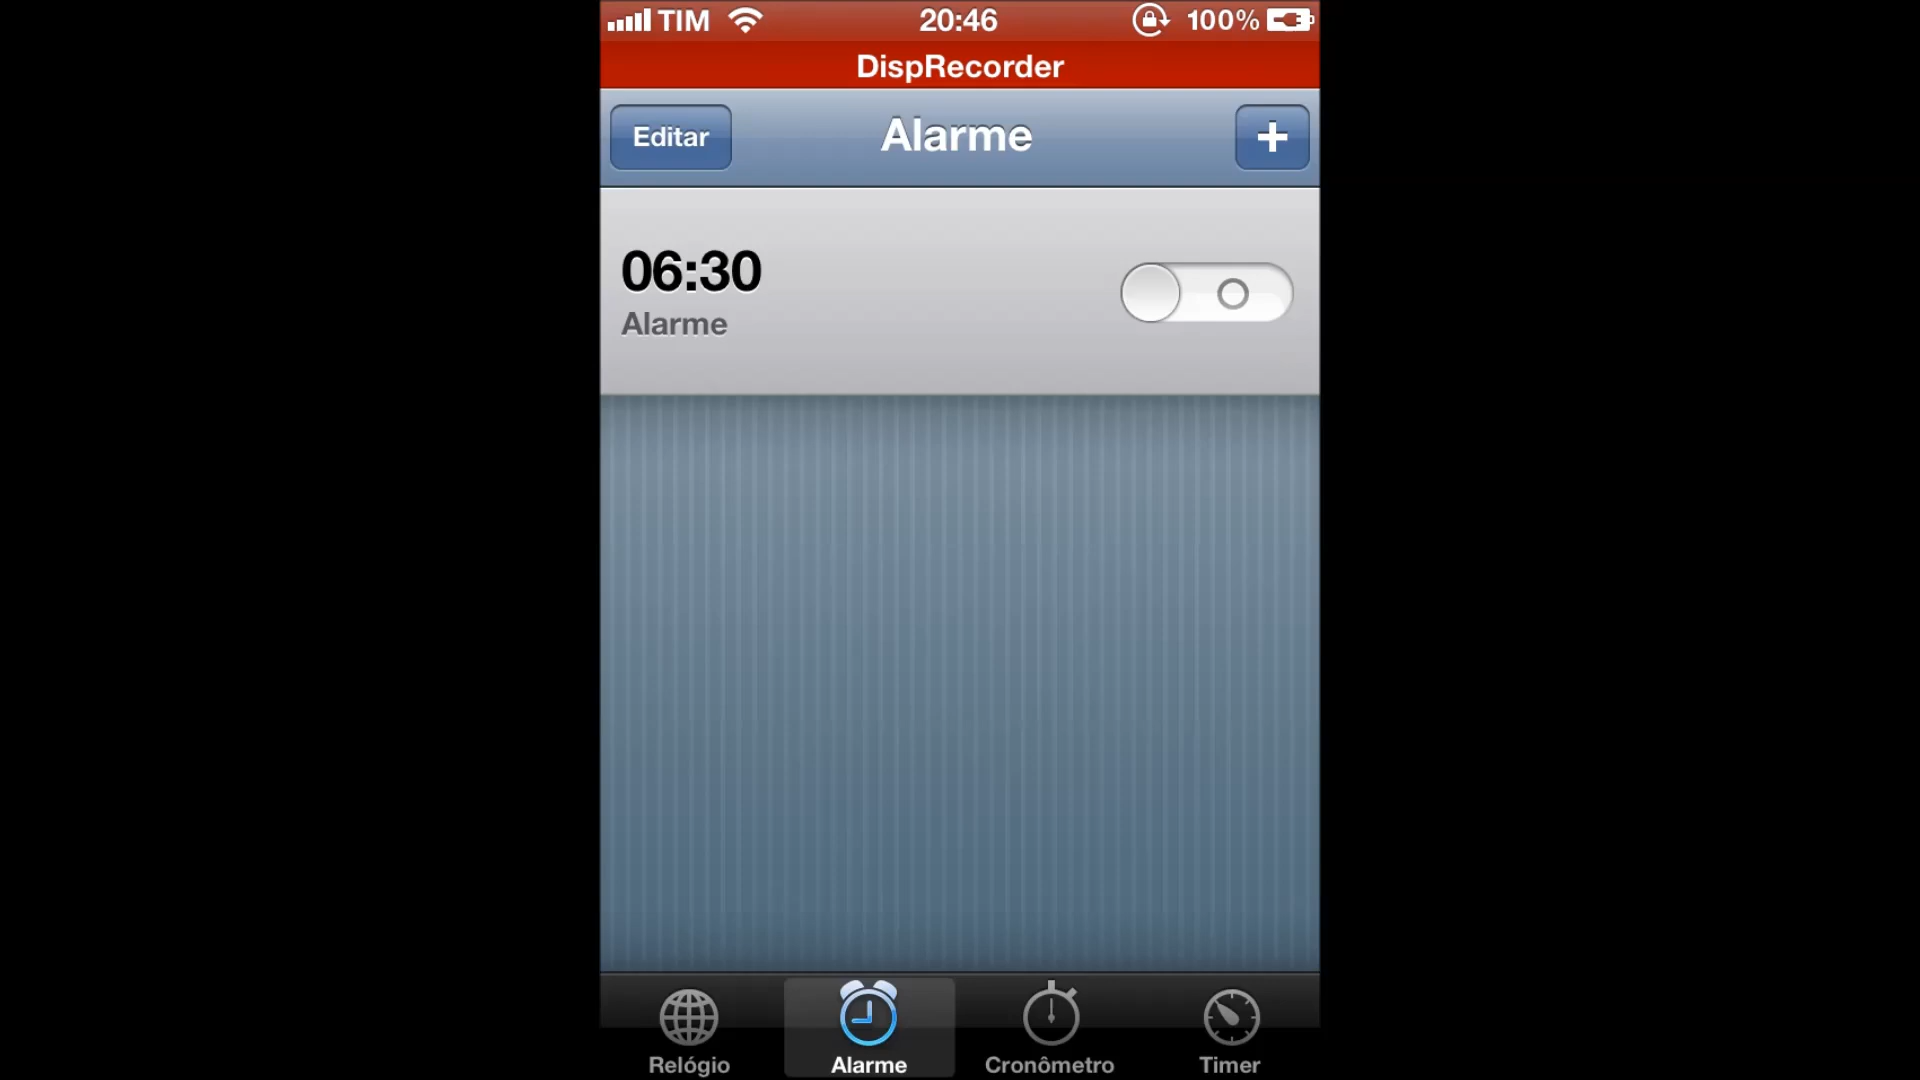 TIM 20:46 100%
DispRecorder
Editar Alarme +
06:30
Alarme
Relógio Alarme Cronômetro Timer